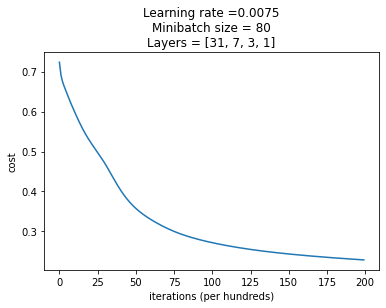 Learning rate =0.0075
Minibatch size = 80
Layers = [31, 7, 3, 1]
cost
0.7
0.6
0.5
0.4
0.3
0 25 50 75 100 125 150 175 200
iterations (per hundreds)